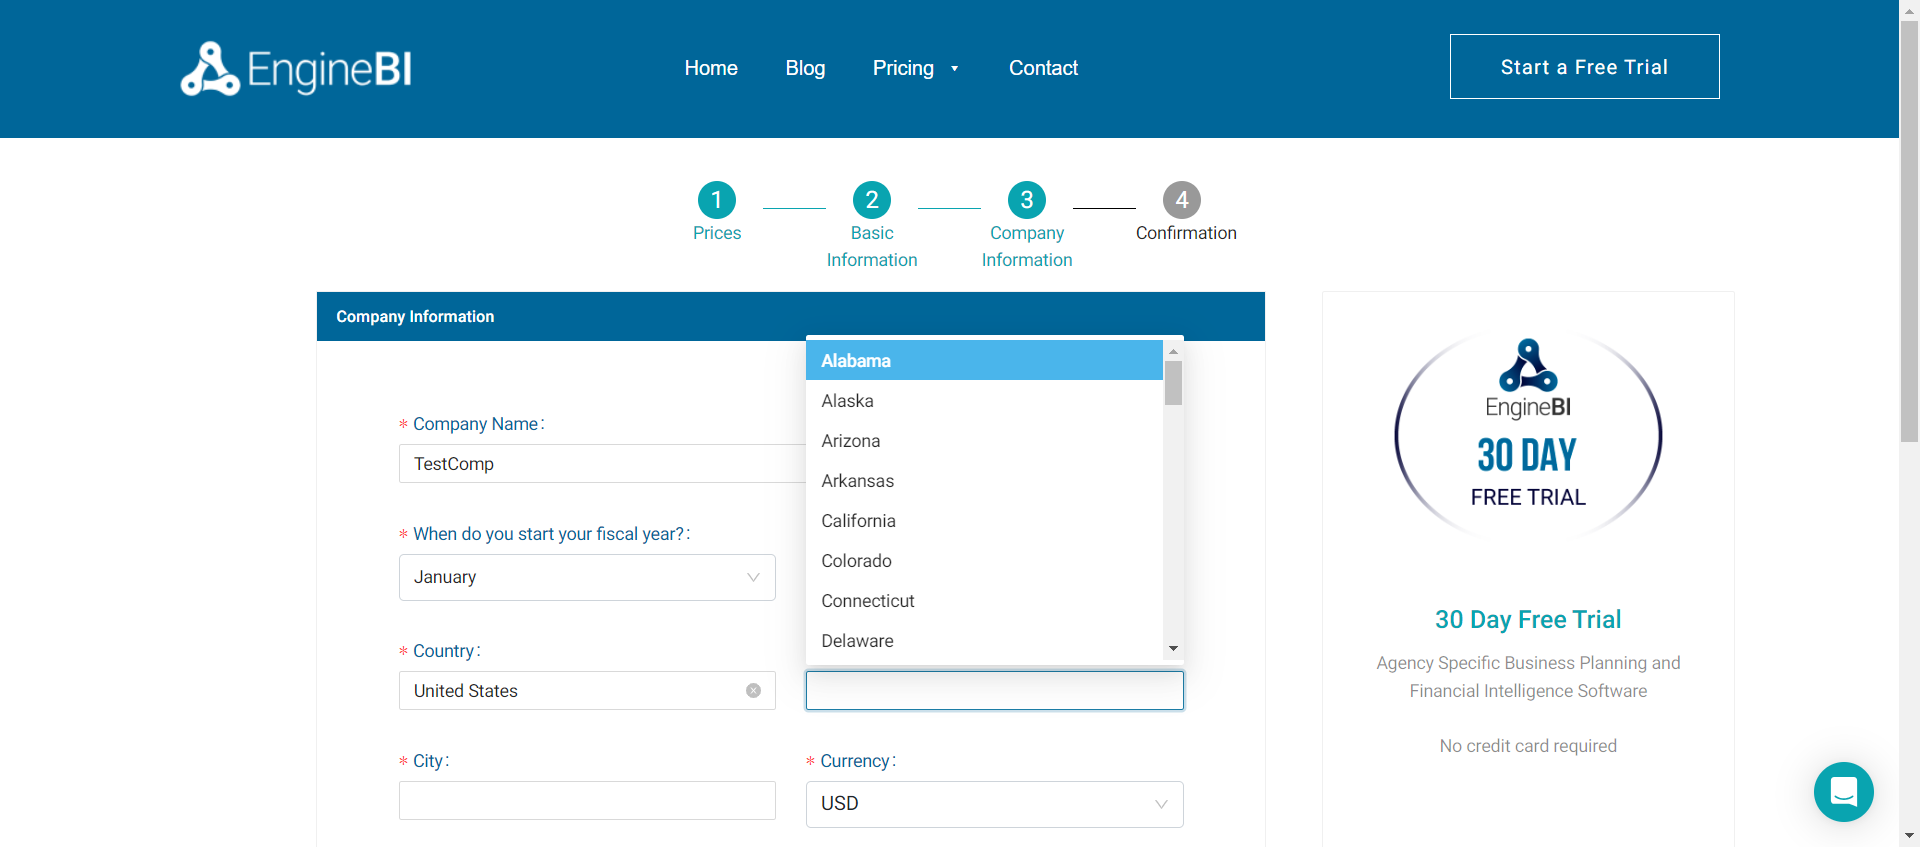 EngineBI
Home
Blog
Pricing
Contact
Start a Free Trial
1
Prices
2
Basic
Information
3
Company
Information
4
Confirmation
Company Information
* Company Name:
TestComp
* When do you start your fiscal year?:
January
* Country:
United States
* City:
Alabama
Alaska
Arizona
Arkansas
California
Colorado
Connecticut
Delaware
* Currency:
USD
EngineBI
30 DAY
FREE TRIAL
30 Day Free Trial
Agency Specific Business Planning and
Financial Intelligence Software
No credit card required